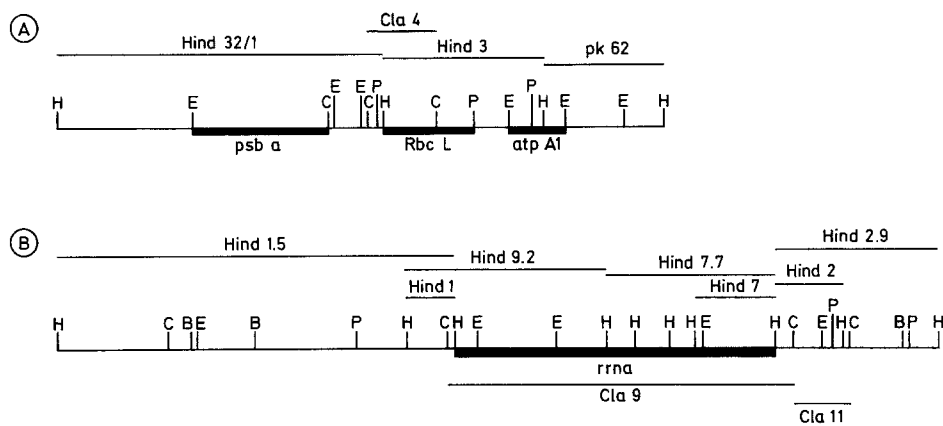 A
Cla 4
Hind 32/1
Hind 3
pk 62
H E C E E C P H C P E P H E E H
psb a
Rbc L
atp A1
B
Hind 1.5
Hind 2.9
Hind 9.2
Hind 7.7
Hind 2
Hind 1
Hind 7
H C B E B P H C H E E H H H H E H C E P H C B P H
rrna
Cla 9
Cla 11